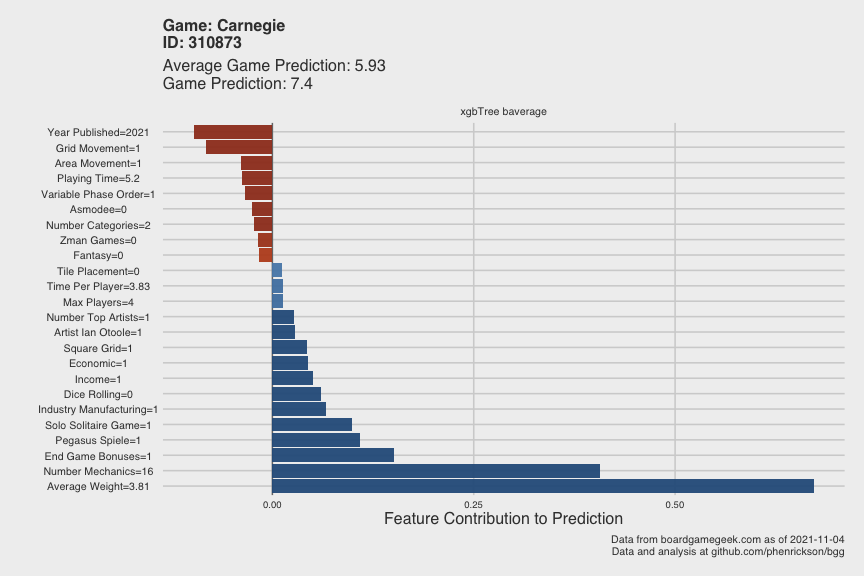 Game: Carnegie
ID: 310873
Average Game Prediction: 5.93
Game Prediction: 7.4
xgbTree baverage
Year Published=2021
Grid Movement=1
Area Movement=1
Playing Time=5.2
Variable Phase Order=1
Asmodee=0
Number Categories=2
Zman Games=0
Fantasy=0
Tile Placement=0
Time Per Player=3.83
Max Players=4
Number Top Artists=1
Artist Ian Otoole=1
Square Grid=1
Economic=1
Income=1
Dice Rolling=0
Industry Manufacturing=1
Solo Solitaire Game=1
Pegasus Spiele=1
End Game Bonuses=1
Number Mechanics=16
Average Weight=3.81
0.00 0.25 0.50
Feature Contribution to Prediction
Data from boardgamegeek.com as of 2021-11-04
Data and analysis at github.com/phenrickson/bgg